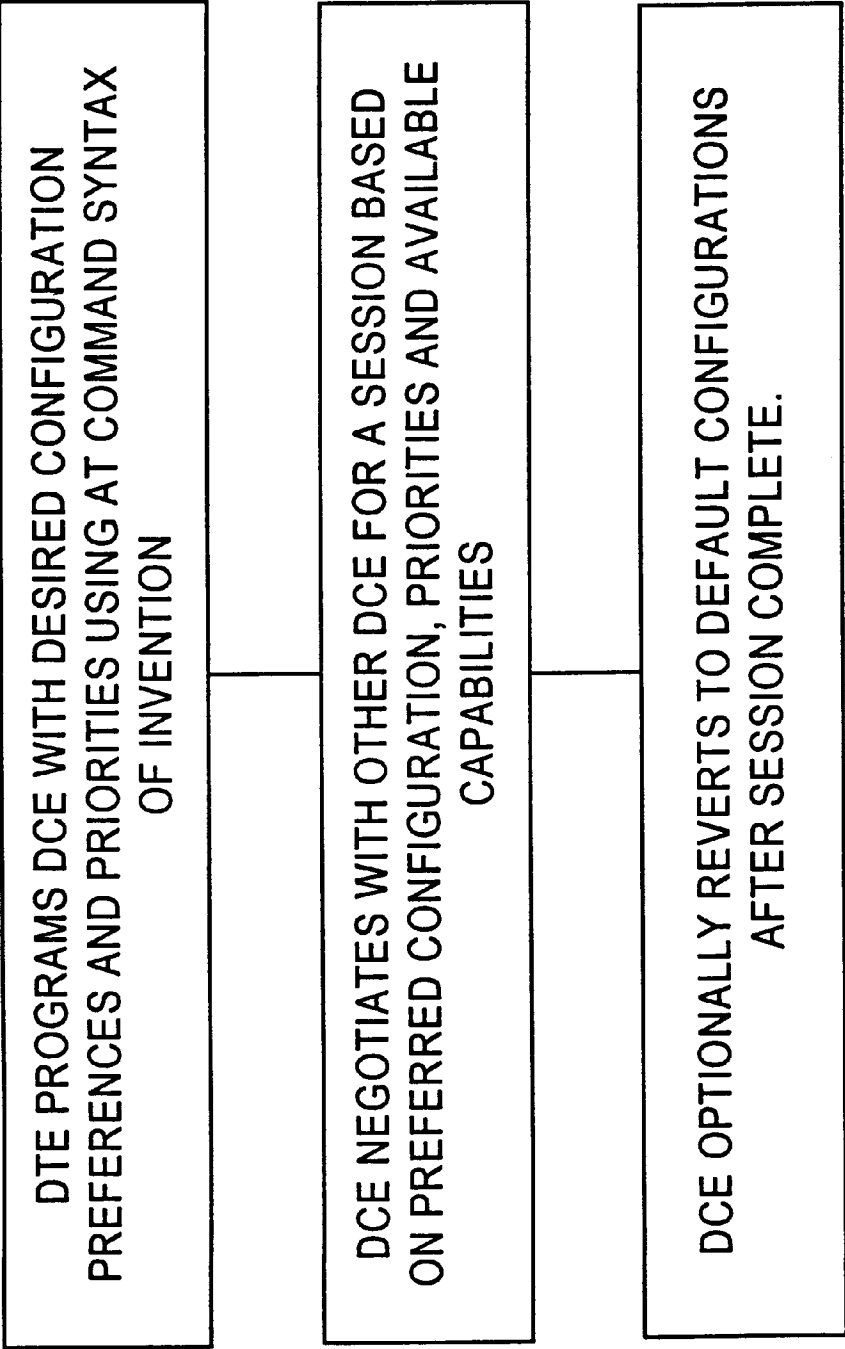 DTE PROGRAMS DCE WITH DESIRED CONFIGURATION
PREFERENCES AND PRIORITIES USING AT COMMAND SYNTAX
OF INVENTION
DCE NEGOTIATES WITH OTHER DCE FOR A SESSION BASED
ON PREFERRED CONFIGURATION, PRIORITIES AND AVAILABLE
CAPABILITIES
DCE OPTIONALLY REVERTS TO DEFAULT CONFIGURATIONS
AFTER SESSION COMPLETE.